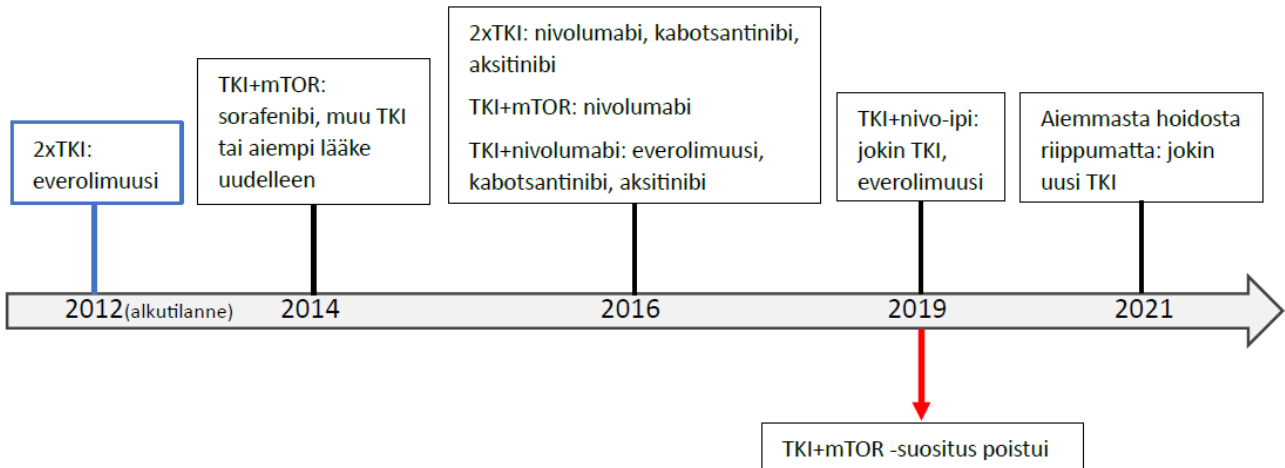 2xTKI:
everolimuusi
TKI+mTOR:
sorafenibi, muu TKI
tai aiempi lääke
uudelleen
2xTKI: nivolumabi, kabotsantinibi,
aksitinibi
TKI+mTOR: nivolumabi
TKI+nivolumabi: everolimuusi,
kabotsantinibi, aksitinibi
TKI+nivo-ipi:
jokin TKI,
everolimuusi
Aiemmasta hoidosta
riippumatta: jokin
uusi TKI
2012(alkutilanne) 2014 2016 2019 2021
TKI+mTOR -suositus poistui